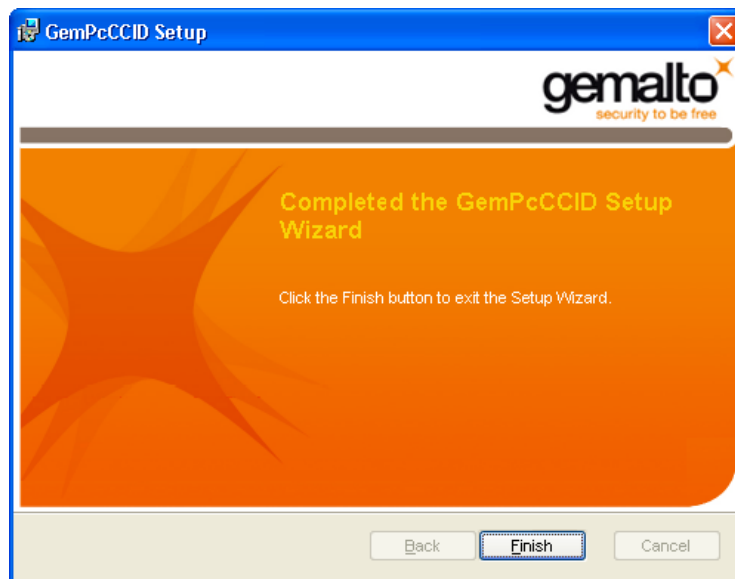 GemPcCCID Setup
gemalto
security to be free
Completed the GemPcCCID Setup
Wizard
Click the Finish button to exit the Setup Wizard.
Back Finish Cancel